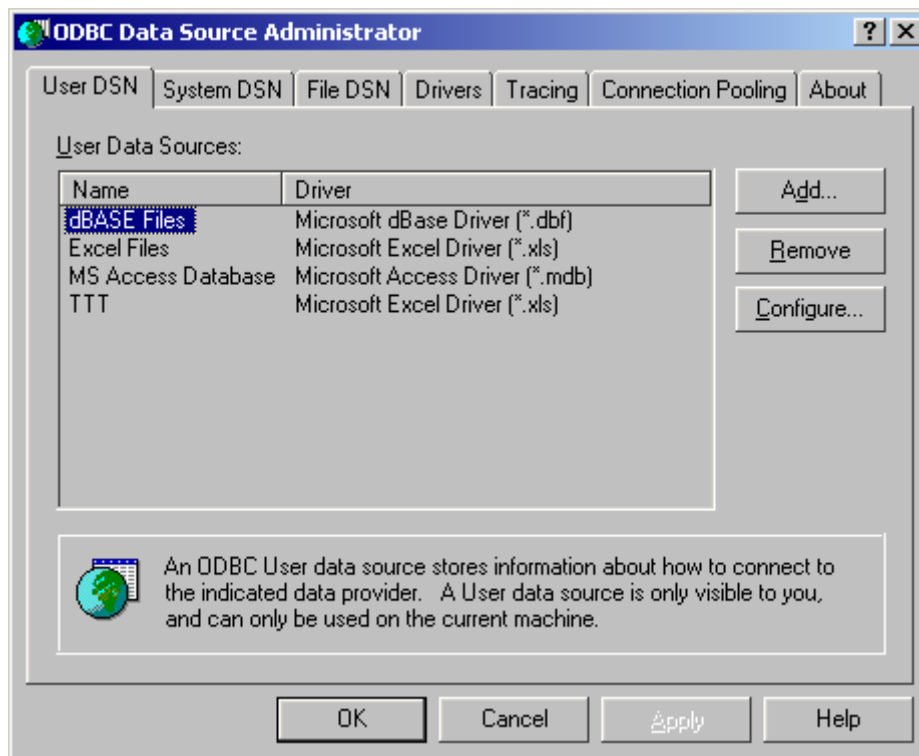 ODBC Data Source Administrator
User DSN System DSN File DSN Drivers Tracing Connection Pooling About
User Data Sources:
Name Driver
dBASE Files Microsoft dBase Driver (*.dbf)
Excel Files Microsoft Excel Driver (*.xls)
MS Access Database Microsoft Access Driver (*.mdb)
TTT Microsoft Excel Driver (*.xls)
Add...
Remove
Configure...
An ODBC User data source stores information about how to connect to
the indicated data provider. A User data source is only visible to you,
and can only be used on the current machine.
OK Cancel Apply Help